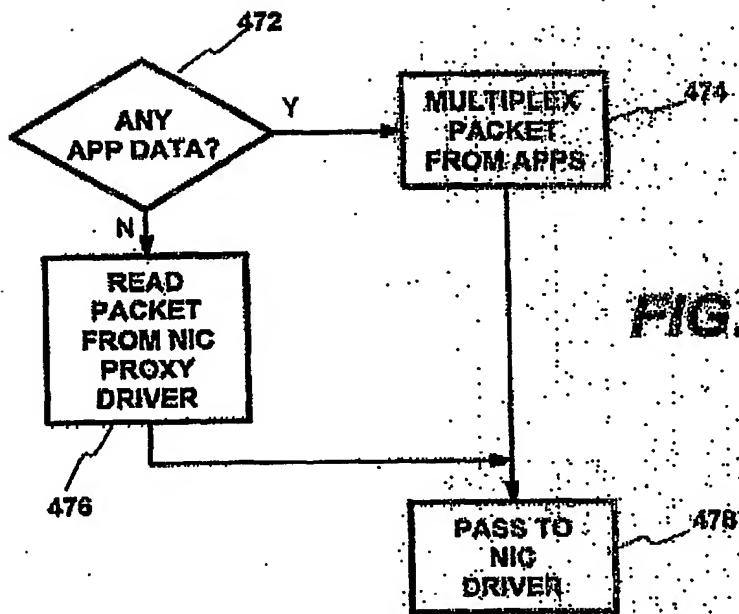 472
ANY
APP DATA?
Y
MULTIPLEX
PACKET
FROM APPS
474
N
READ
PACKET
FROM NIC
PROXY
DRIVER
FIG.
476
PASS TO
NIC
DRIVER
478